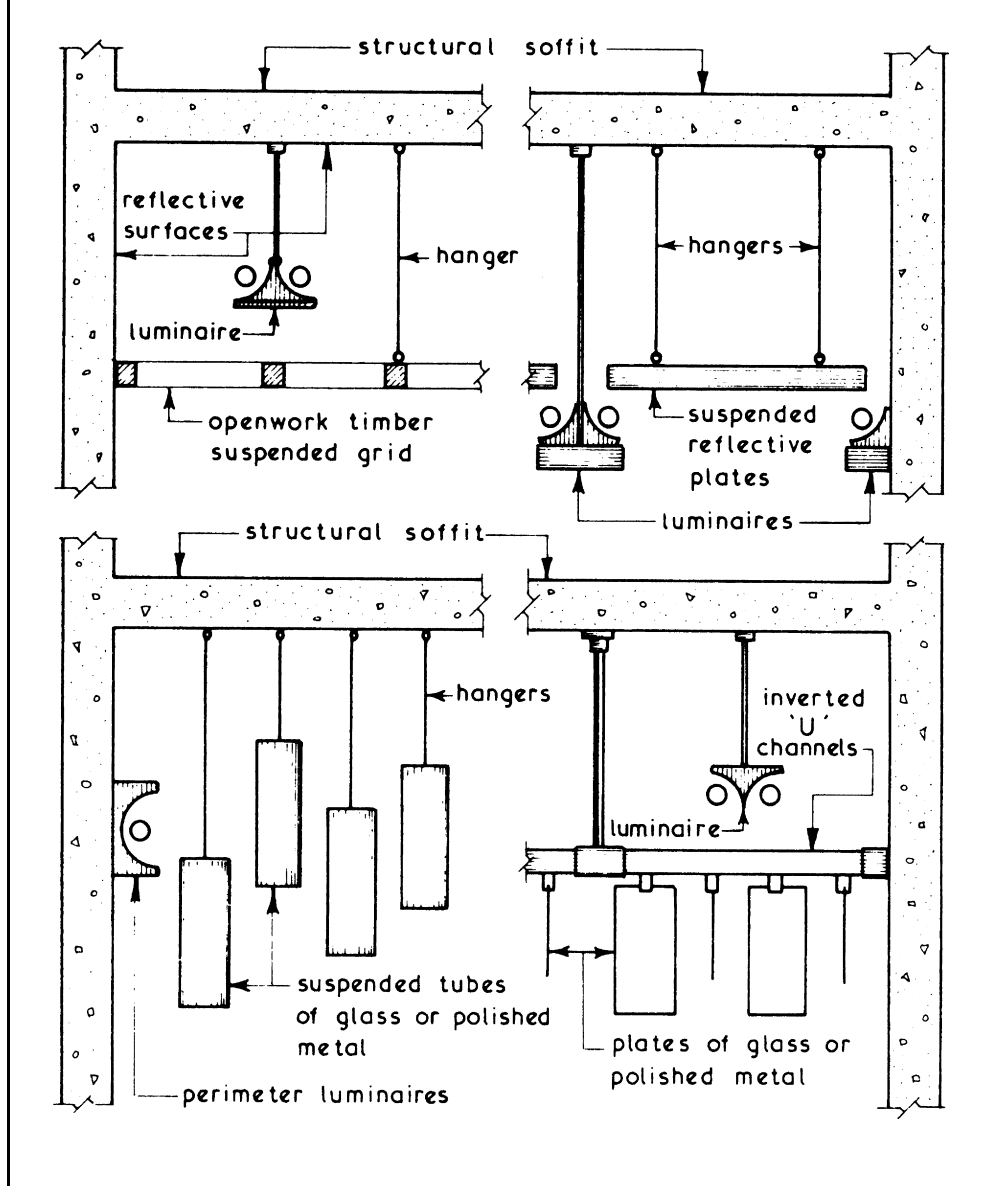 structural soffit
reflective
surfaces
hanger
hangers
luminaire
openwork timber
suspended grid
suspended
reflective
plates
luminaires
structural soffit
hangers
inverted
'U'
channels
luminaire
suspended tubes
of glass or polished
metal
plates of glass or
polished metal
perimeter luminaires